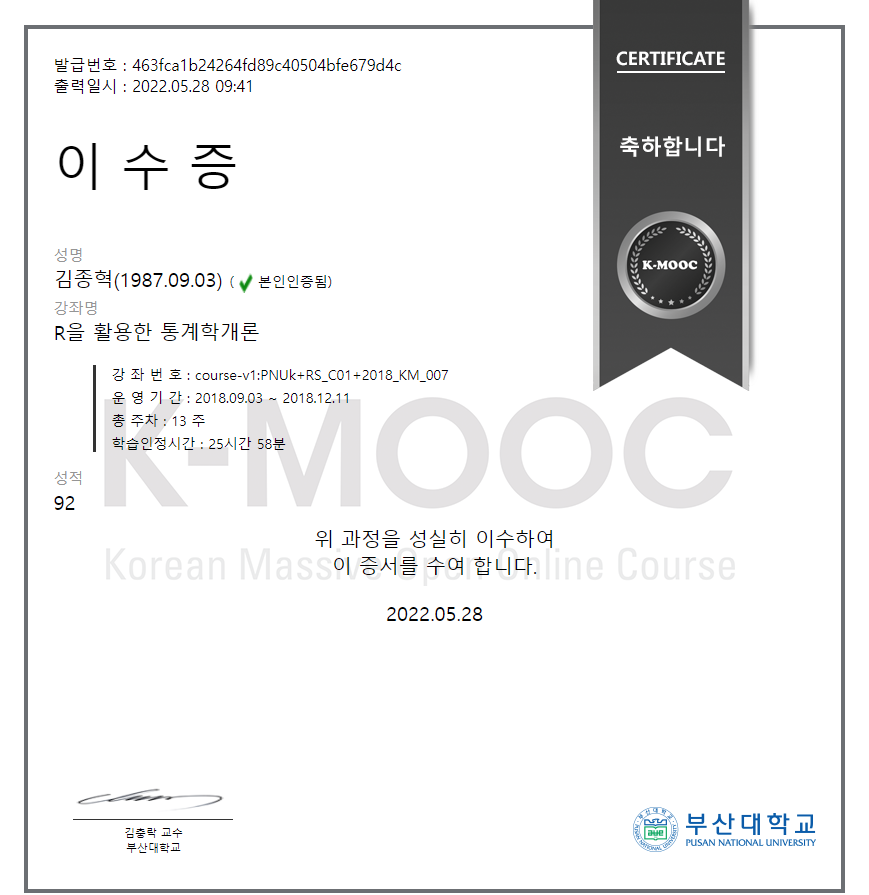 발급번호 : 463fca1b24264fd89c40504bfe679d4c
출력일시 : 2022.05.28 09:41
CERTIFICATE
축하합니다
K-MOOC
이 수 증
성명
김종혁(1987.09.03) ( 본인인증됨)
강좌명
R을 활용한 통계학개론
강 좌 번 호 : course-v1:PNUk+RS_C01+2018_KM_007
운 영 기 간 : 2018.09.03 ~ 2018.12.11
총 주차 : 13 주
학습인정시간 : 25시간 58분
K-MOOC
성적
92
위 과정을 성실히 이수하여
이 증서를 수여 합니다.
Korean Massive Open Online Course
2022.05.28
김충락 교수
부산대학교
부산대학교
PUSAN NATIONAL UNIVERSITY